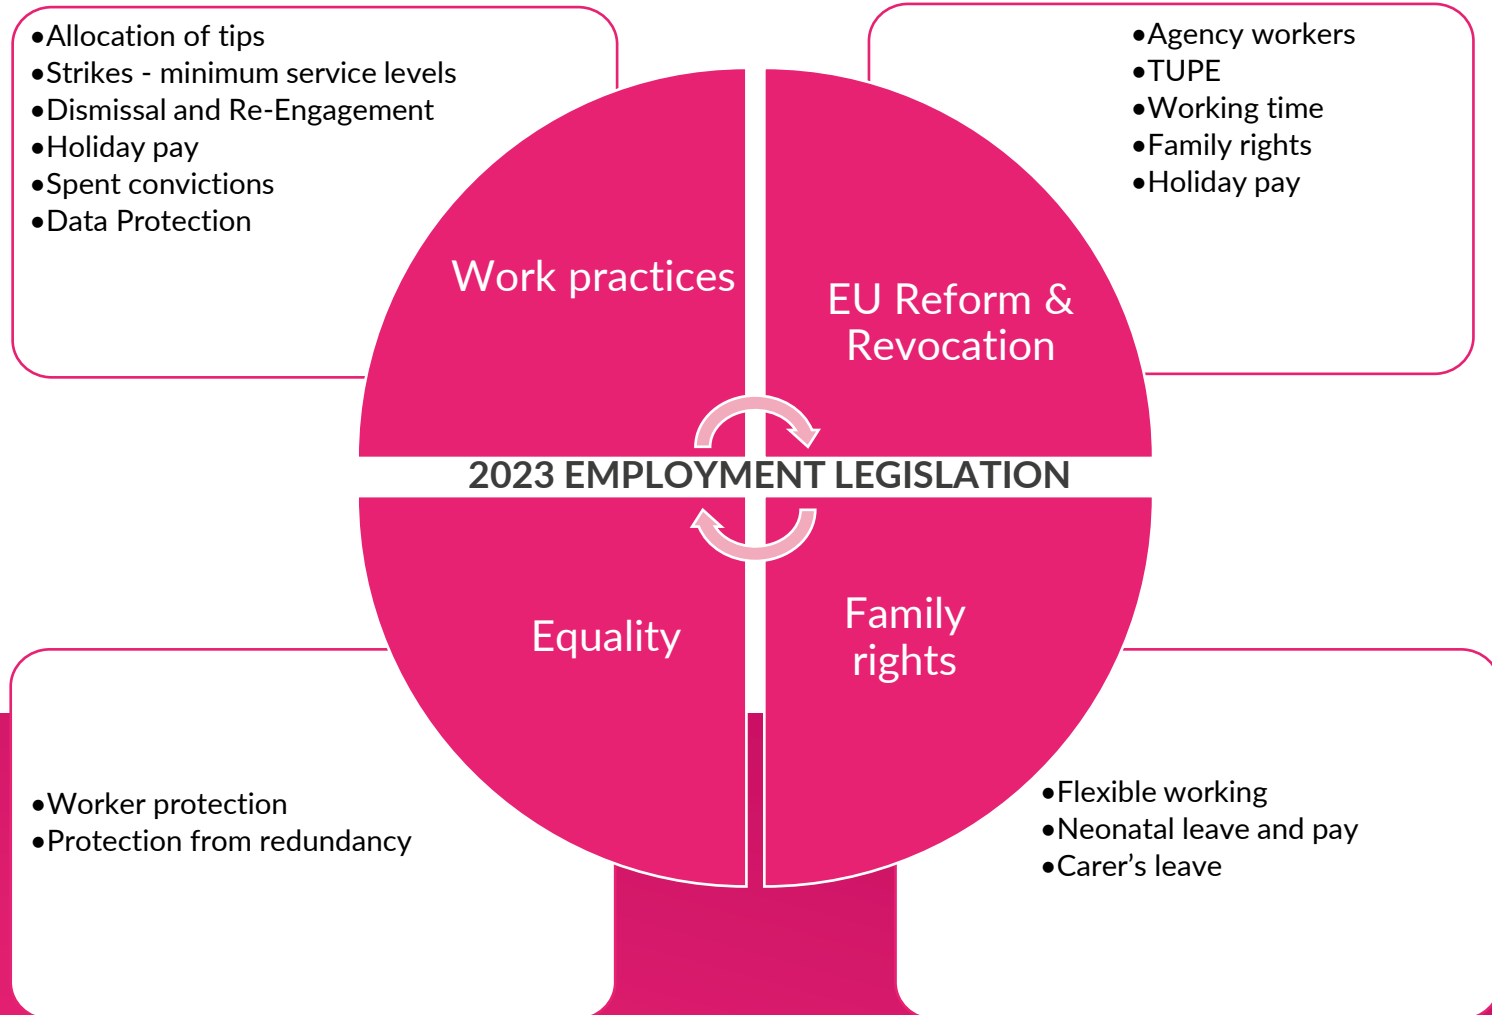 •Allocation of tips
•Strikes - minimum service levels
•Dismissal and Re-Engagement
•Holiday pay
•Spent convictions
•Data Protection
•Agency workers
•TUPE
•Working time
•Family rights
•Holiday pay
Work practices
EU Reform &
Revocation
2023 EMPLOYMENT LEGISLATION
Equality
Family
rights
•Worker protection
•Protection from redundancy
•Flexible working
•Neonatal leave and pay
•Carer’s leave